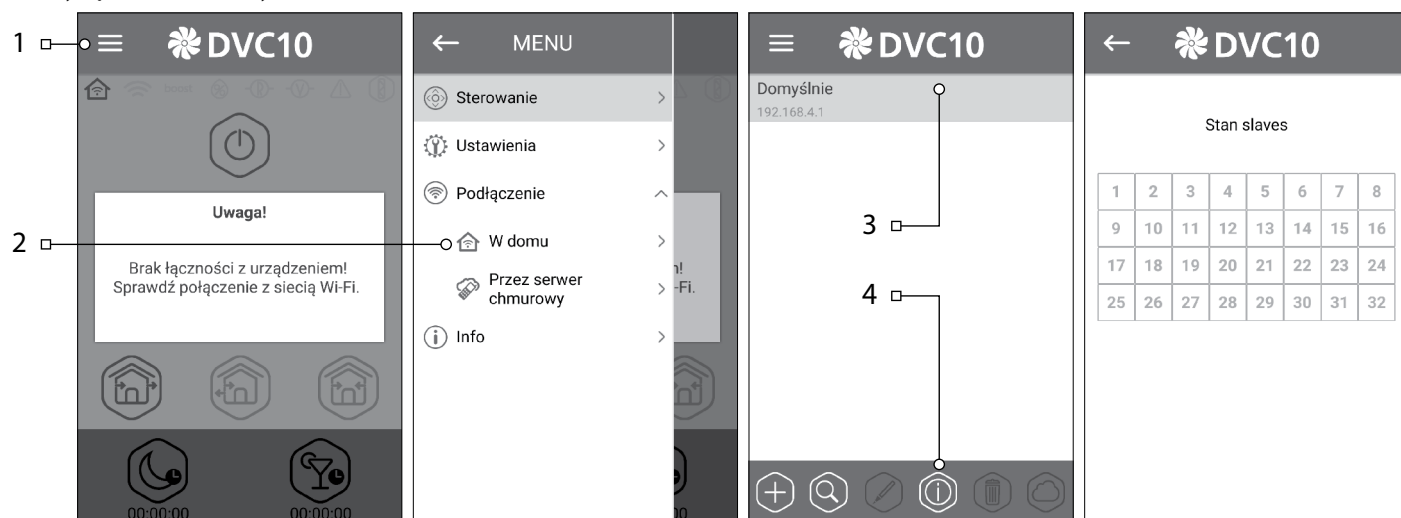 1
DVC10
boost
Uwaga!
Brak łączności z urządzeniem!
Sprawdź połączenie z siecią Wi-Fi.
00:00:00
00:00:00
2
MENU
Sterowanie
Ustawienia
Podłączenie
W domu
Przez serwer
chmurowy
Info
-Fi.
DVC10
Domyślnie
192.168.4.1
3
4
DVC10
Stan slaves
1 2 3 4 5 6 7 8
9 10 11 12 13 14 15 16
17 18 19 20 21 22 23 24
25 26 27 28 29 30 31 32